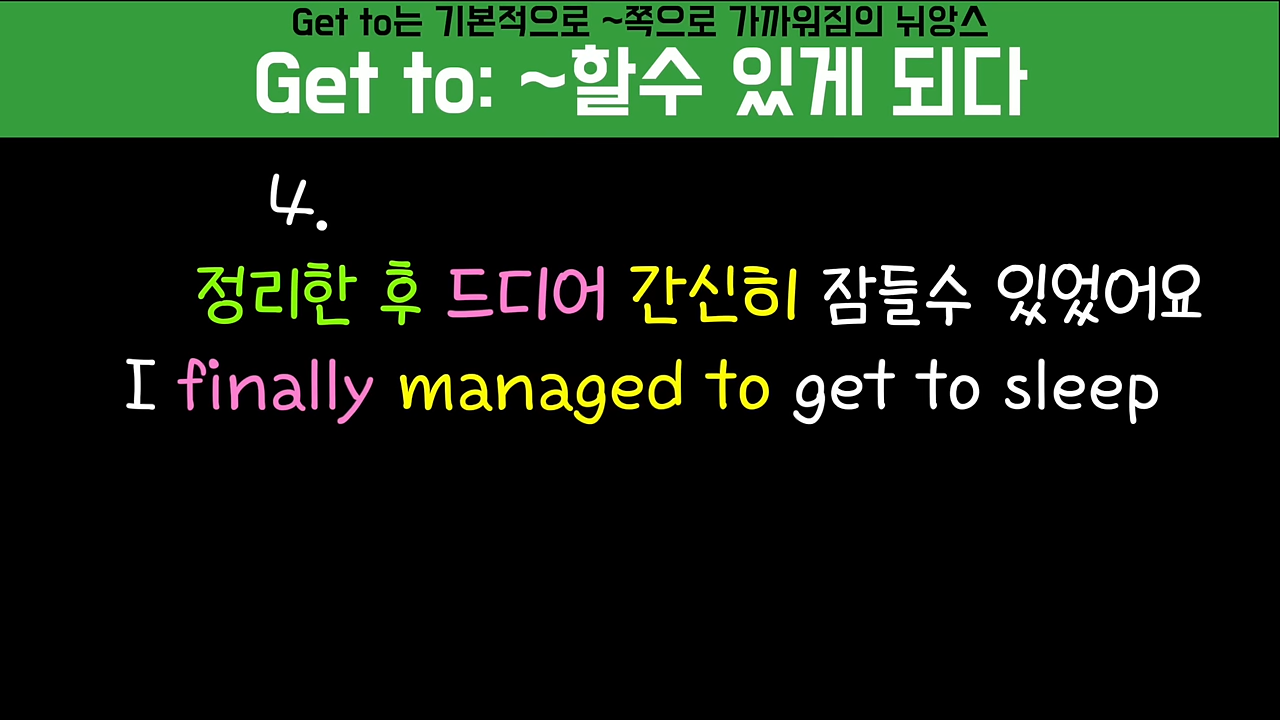 Get to는 기본적으로 ~쪽으로 가까워짐의 뉘앙스
Get to: ~할수 있게 되다
4.
정리한 후 드디어 간신히 잠들수 있었어요
I finally managed to get to sleep